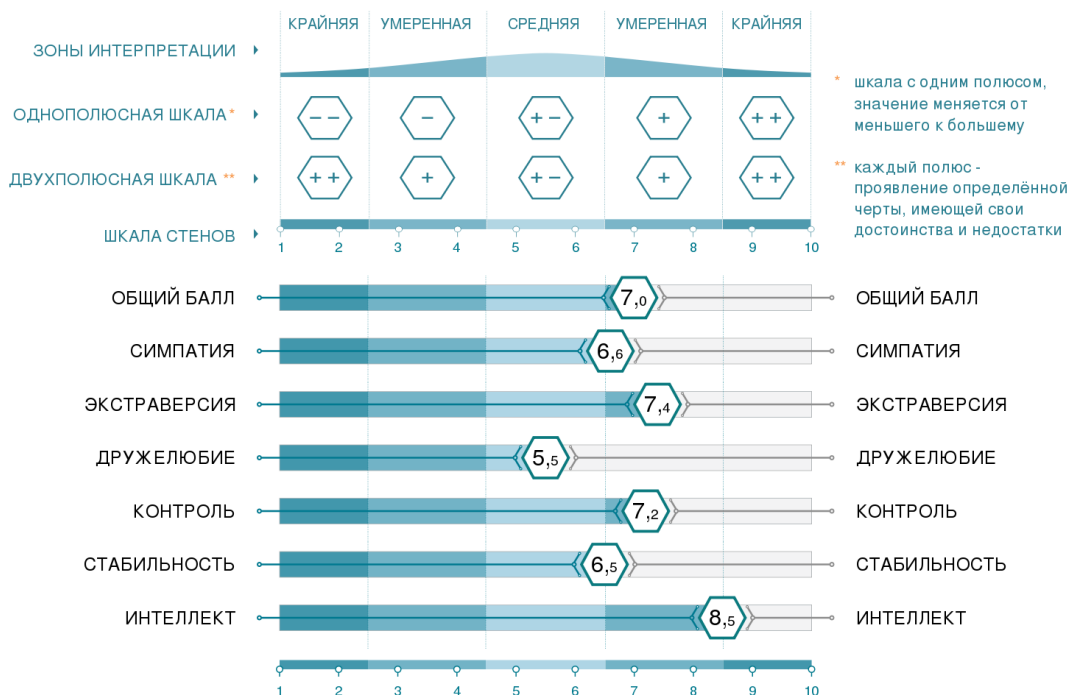 КРАЙНЯЯ УМЕРЕННАЯ СРЕДНЯЯ УМЕРЕННАЯ КРАЙНЯЯ
ЗОНЫ ИНТЕРПРЕТАЦИИ
ОДНОПОЛЮСНАЯ ШКАЛА *
− − − + − + + +
* шкала с одним полюсом,
значение меняется от
меньшего к большему
ДВУХПОЛЮСНАЯ ШКАЛА **
+ + + + − + + +
** каждый полюс -
проявление определённой
черты, имеющей свои
достоинства и недостатки
ШКАЛА СТЕНОВ
1 2 3 4 5 6 7 8 9 10
ОБЩИЙ БАЛЛ 7,0 ОБЩИЙ БАЛЛ
СИМПАТИЯ 6,6 СИМПАТИЯ
ЭКСТРАВЕРСИЯ 7,4 ЭКСТРАВЕРСИЯ
ДРУЖЕЛЮБИЕ 5,5 ДРУЖЕЛЮБИЕ
КОНТРОЛЬ 7,2 КОНТРОЛЬ
СТАБИЛЬНОСТЬ 6,5 СТАБИЛЬНОСТЬ
ИНТЕЛЛЕКТ 8,5 ИНТЕЛЛЕКТ
1 2 3 4 5 6 7 8 9 10